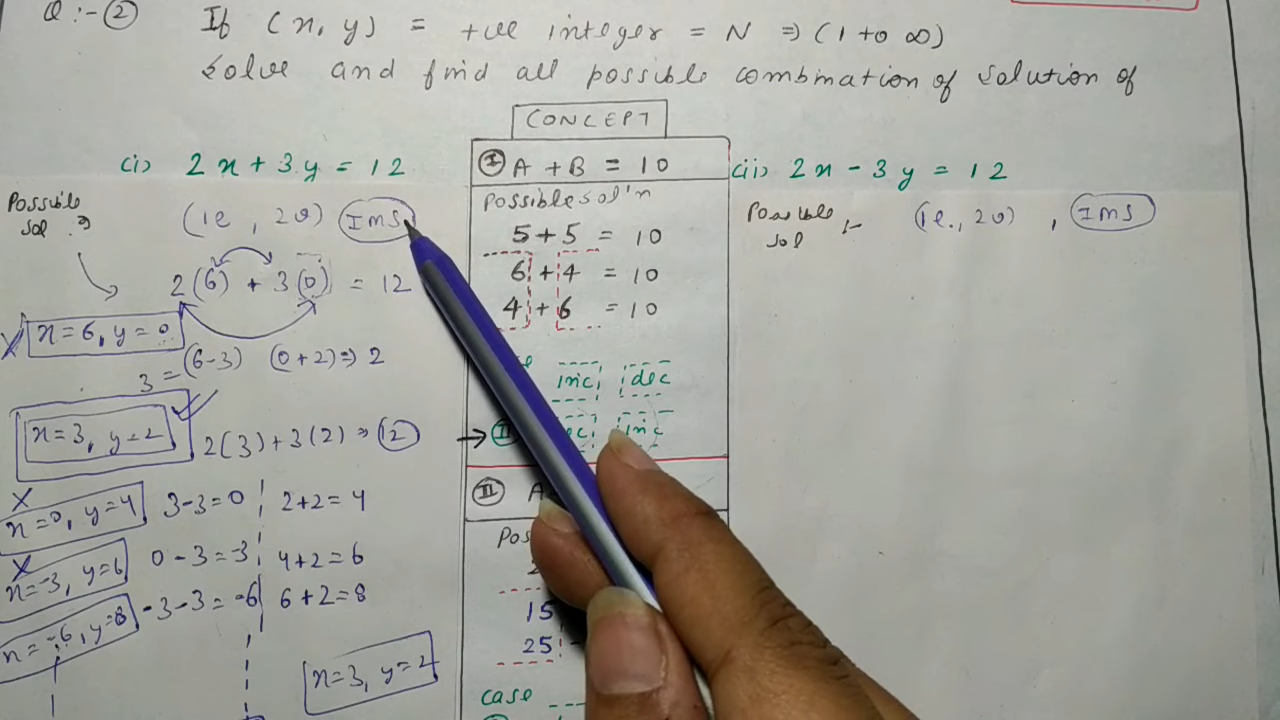 Q :- (2) If (x, y) = +ve integer = N => (1 to ∞)
Solve and find all possible combination of solution of
(i) 2x + 3y = 12
Possible
Sol :→
(1e , 20) IMS
2(6) + 3(0) = 12
x=6, y=0
3 = (6-3) (0+2) => 2
x=3, y=2
2(3)+3(2) => 12
x=0, y=4 3-3=0 2+2=4
x=-3, y=6 0-3=-3 4+2=6
x=-6, y=8 -3-3=-6 6+2=8
x=3, y=2
CONCEPT
(I) A + B = 10
Possible sol'n
5+5 = 10
6+4 = 10
4+6 = 10
inc dec
inc
(II) A
Pos
2
15
25
case
(ii) 2x - 3y = 12
Possible :-
Sol
(1e., 20) , IMS